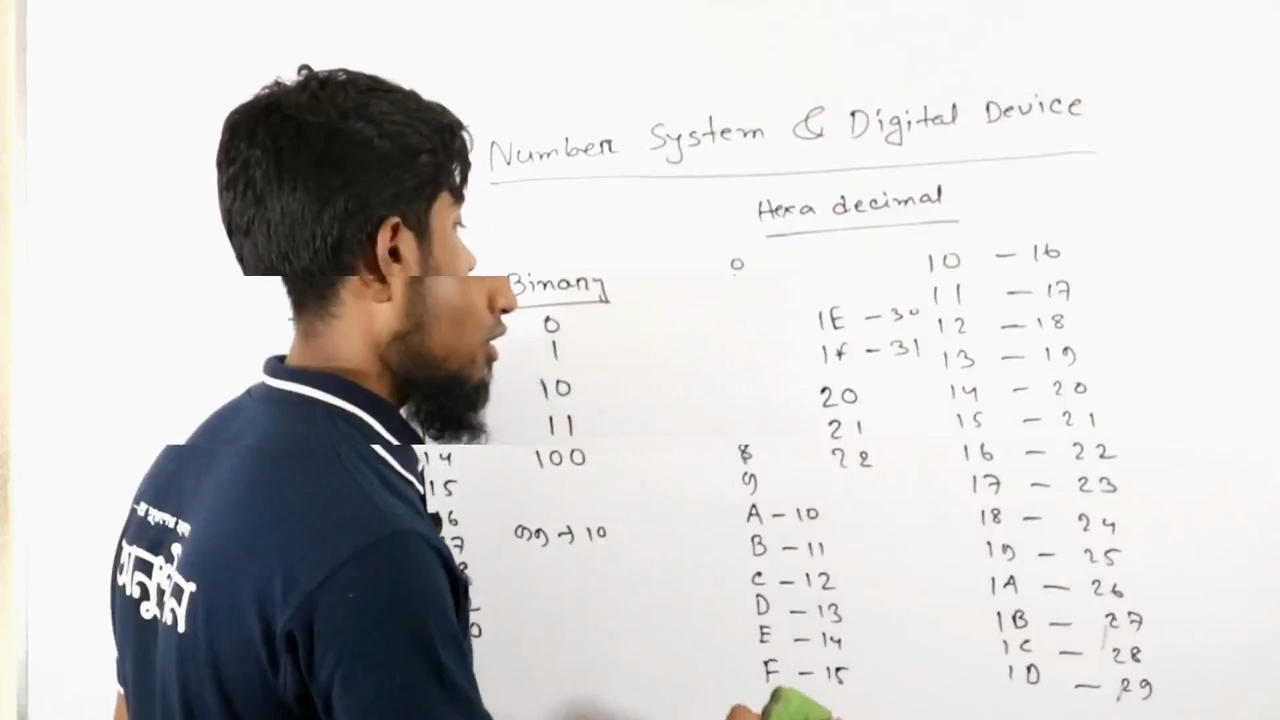 Number System & Digital Device
Hexa decimal
Binary
0
1
10
11
100
99 → 10
14
15
0
8
9
A - 10
B - 11
C - 12
D - 13
E - 14
F - 15
1E - 30
1F - 31
20
21
22
10 - 16
11 - 17
12 - 18
13 - 19
14 - 20
15 - 21
16 - 22
17 - 23
18 - 24
19 - 25
1A - 26
1B - 27
1C - 28
1D - 29